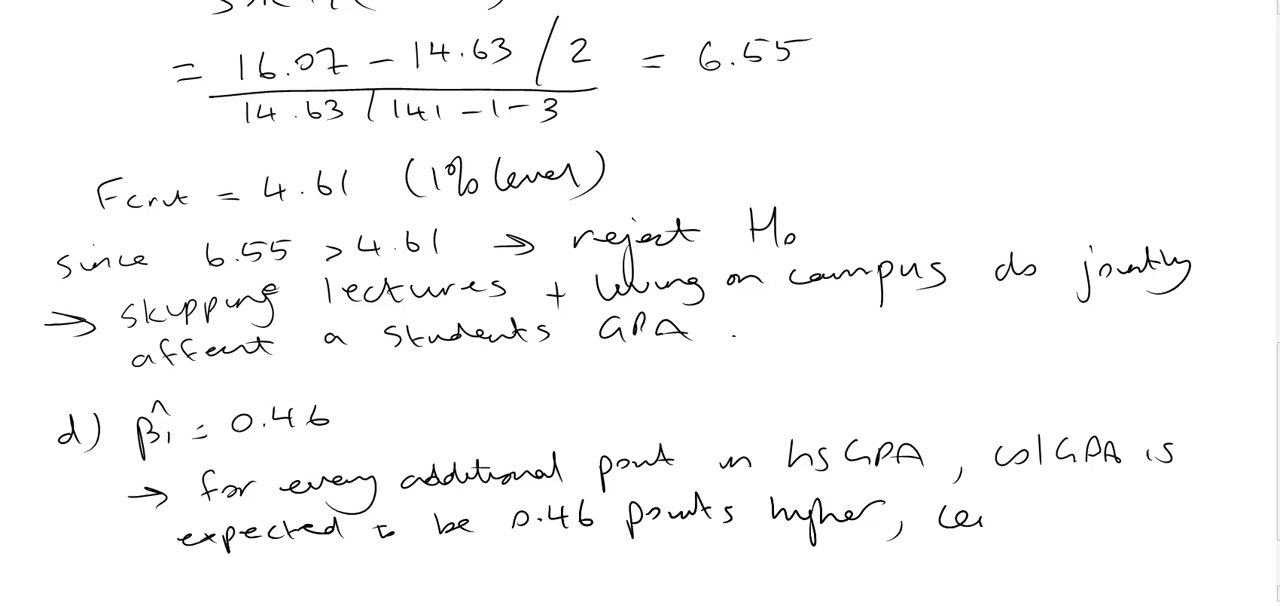 = 16.07 - 14.63 / 2 = 6.55
14.63 / 141 - 1 - 3
Fcrit = 4.61 (1% level)
since 6.55 > 4.61 → reject H₀
→ skipping lectures + living on campus do jointly
affect a students GPA .
d) β̂₁ = 0.46
→ for every additional point in hsGPA , colGPA is
expected to be 0.46 points higher, ce